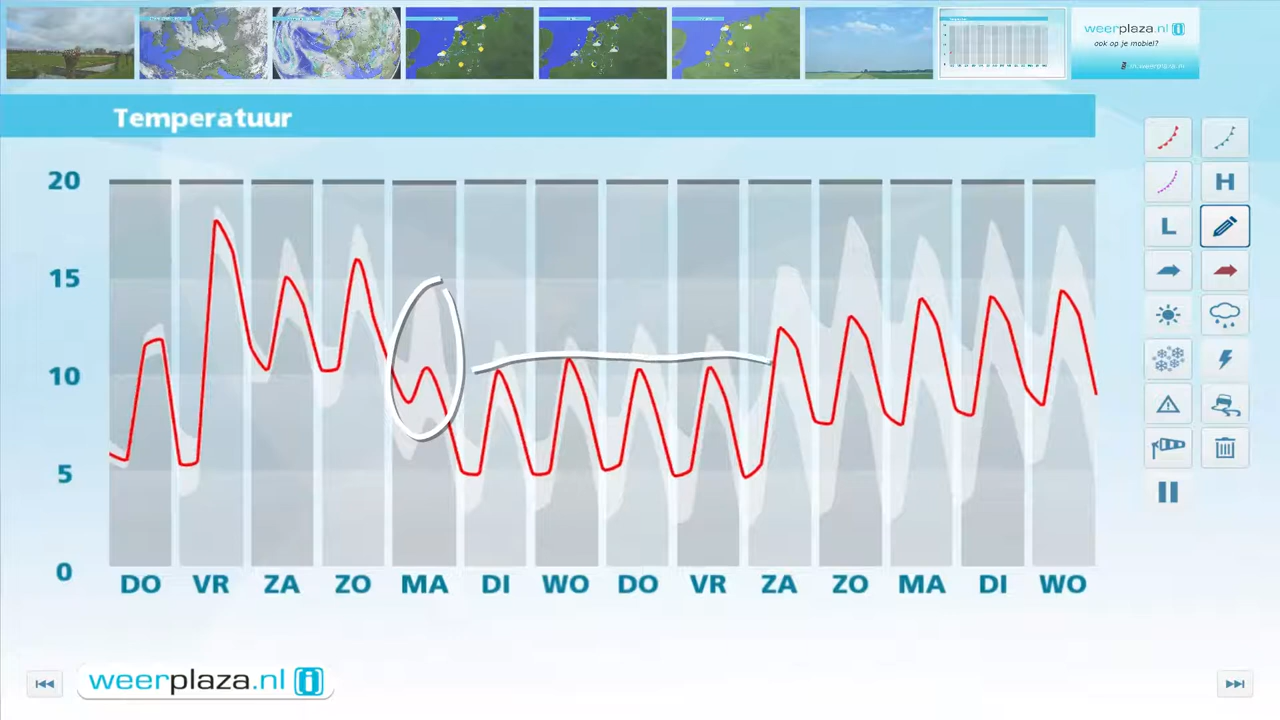 weerplaza.nl
ook op je mobiel?
Temperatuur
20
15
10
5
0
DO VR ZA ZO MA DI WO DO VR ZA ZO MA DI WO
H
L
weerplaza.nl